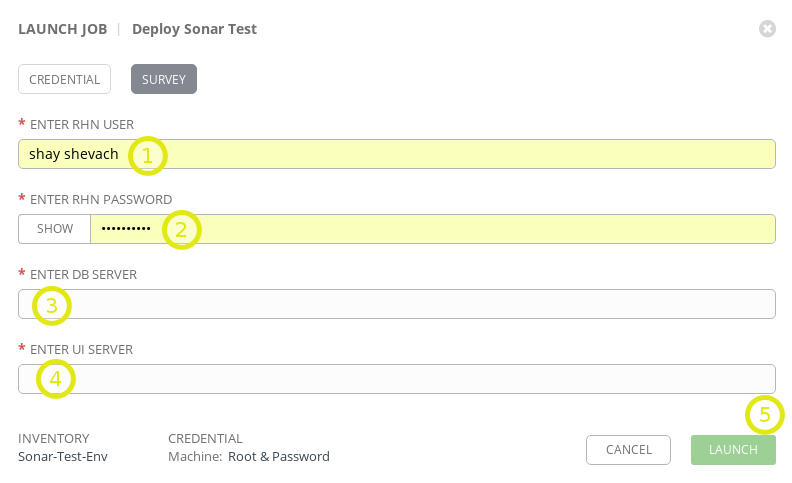 LAUNCH JOB | Deploy Sonar Test
CREDENTIAL SURVEY
* ENTER RHN USER
shay shevach 1
* ENTER RHN PASSWORD
SHOW •••••••••• 2
* ENTER DB SERVER
3
* ENTER UI SERVER
4
5
INVENTORY CREDENTIAL
Sonar-Test-Env Machine: Root & Password CANCEL LAUNCH